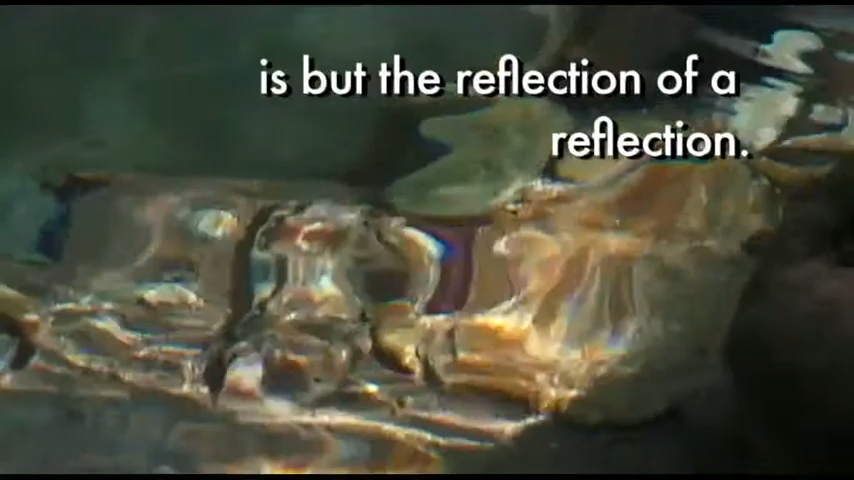 is but the reflection of a
reflection.